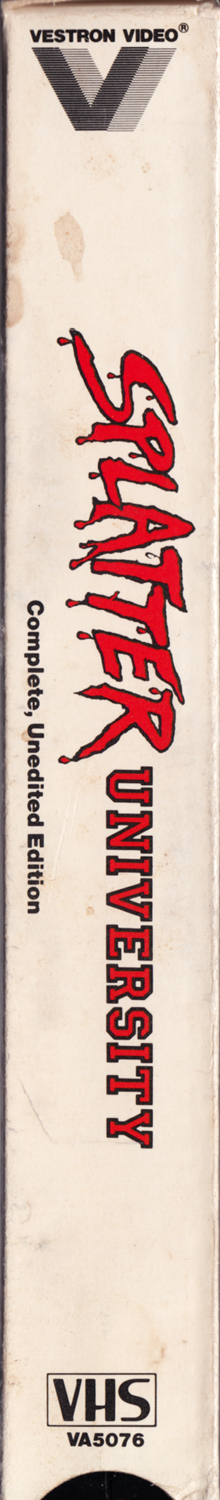 VESTRON VIDEO®
SPLATTER UNIVERSITY
Complete, Unedited Edition
VHS
VA5076